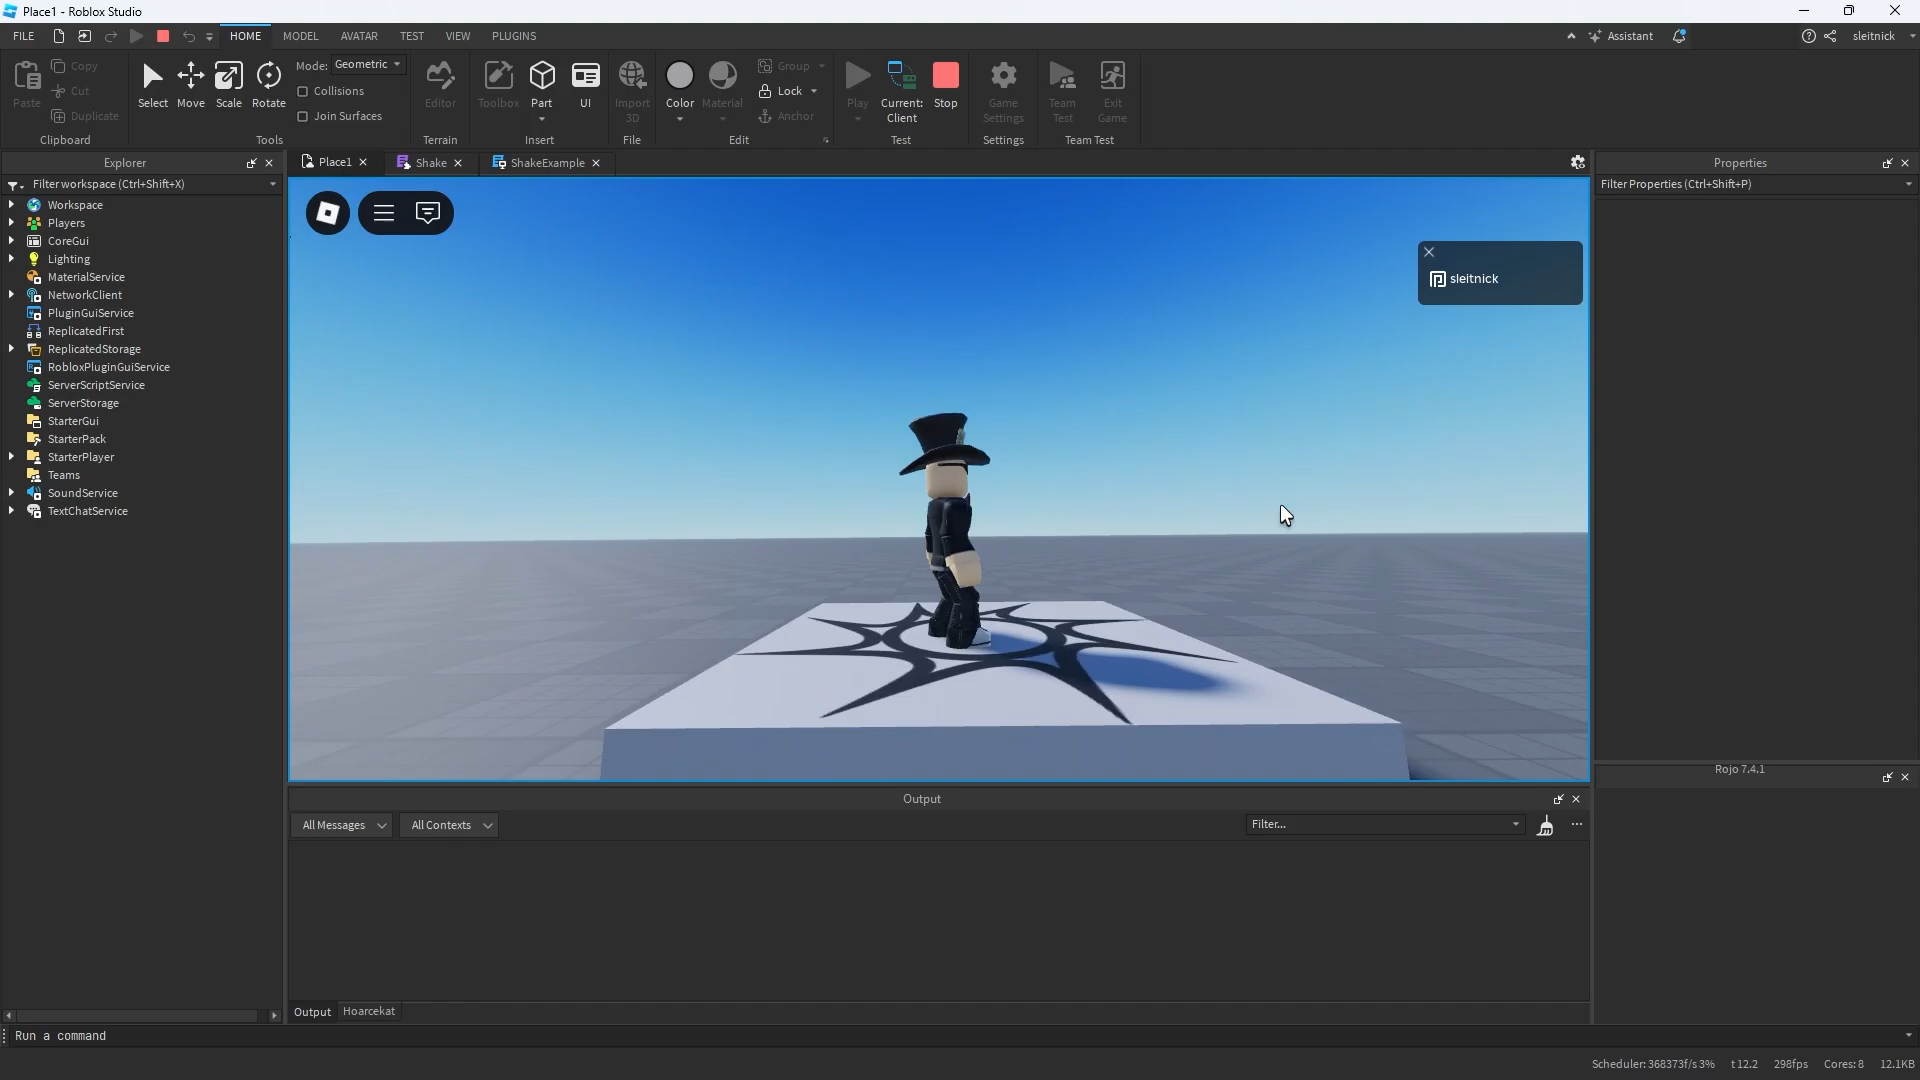 Place1 - Roblox Studio
FILE HOME MODEL AVATAR TEST VIEW PLUGINS Assistant sleitnick
Paste Copy Cut Duplicate Clipboard
Select Move Scale Rotate Mode: Geometric Collisions Join Surfaces Tools
Editor Terrain
Toolbox Part UI Insert
Import 3D File
Color Material Group Lock Anchor Edit
Play Current: Client Stop Test
Game Settings Settings
Team Test Exit Game Team Test
Explorer
Filter workspace (Ctrl+Shift+X)
Workspace
Players
CoreGui
Lighting
MaterialService
NetworkClient
PluginGuiService
ReplicatedFirst
ReplicatedStorage
RobloxPluginGuiService
ServerScriptService
ServerStorage
StarterGui
StarterPack
StarterPlayer
Teams
SoundService
TextChatService
Place1 Shake ShakeExample
sleitnick
Properties
Filter Properties (Ctrl+Shift+P)
Rojo 7.4.1
Output
All Messages All Contexts Filter...
Output Hoarcekat
Run a command
Scheduler: 368373f/s 3% t 12.2 298fps Cores: 8 12.1KB